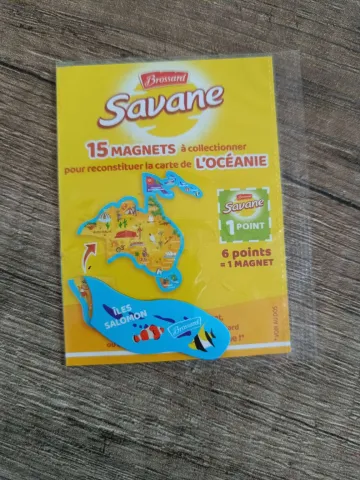 Brossard
Savane
15 MAGNETS à collectionner
pour reconstituer la carte de L'OCÉANIE
Brossard
Savane
1 POINT
6 points
= 1 MAGNET
ÎLES
SALOMON
Brossard